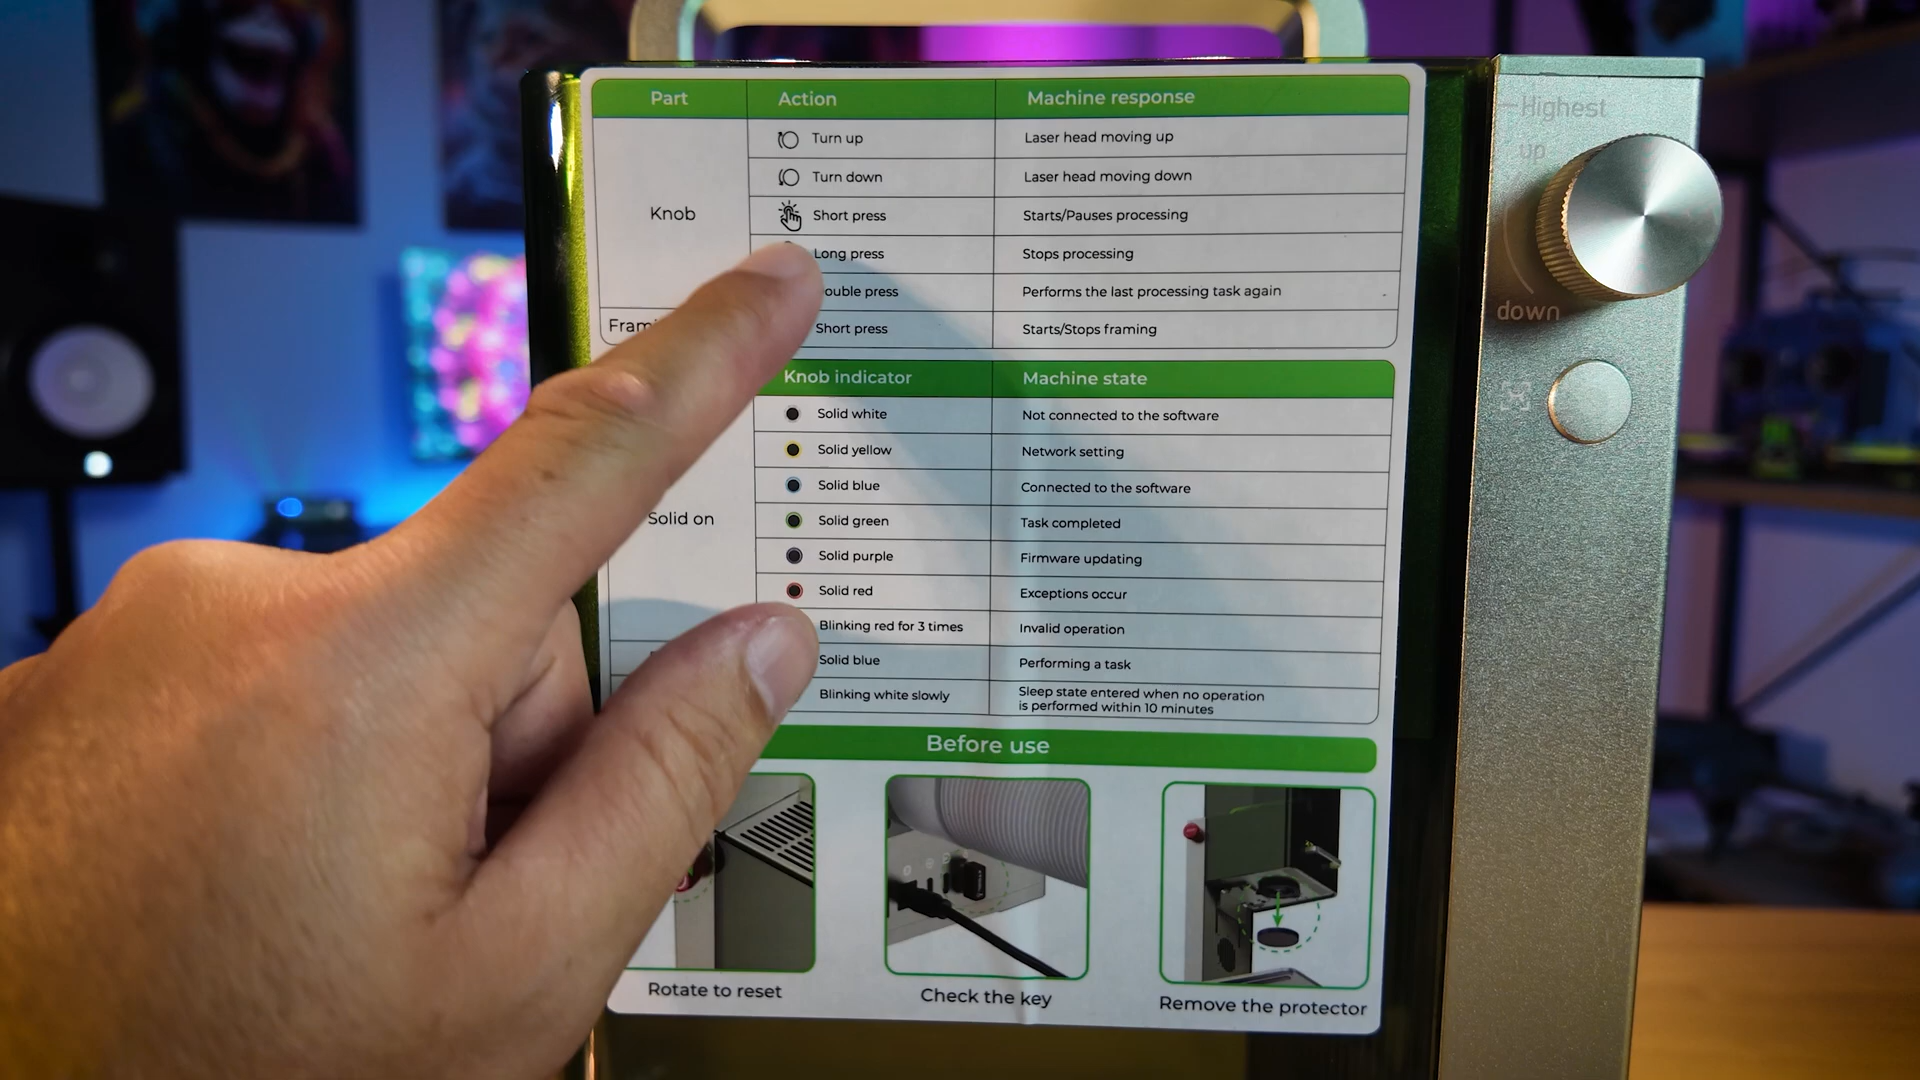 Part Action Machine response
Turn up Laser head moving up
Turn down Laser head moving down
Knob Short press Starts/Pauses processing
Long press Stops processing
press Performs the last processing task again
Short press Starts/Stops framing
Knob indicator Machine state
Solid white Not connected to the software
Solid yellow Network setting
Solid blue Connected to the software
Solid on Solid green Task completed
Solid purple Firmware updating
Solid red Exceptions occur
Blinking red for 3 times Invalid operation
Solid blue Performing a task
Blinking white slowly Sleep state entered when no operation
is performed within 10 minutes
Before use
Rotate to reset Check the key Remove the protector
Highest
up
down